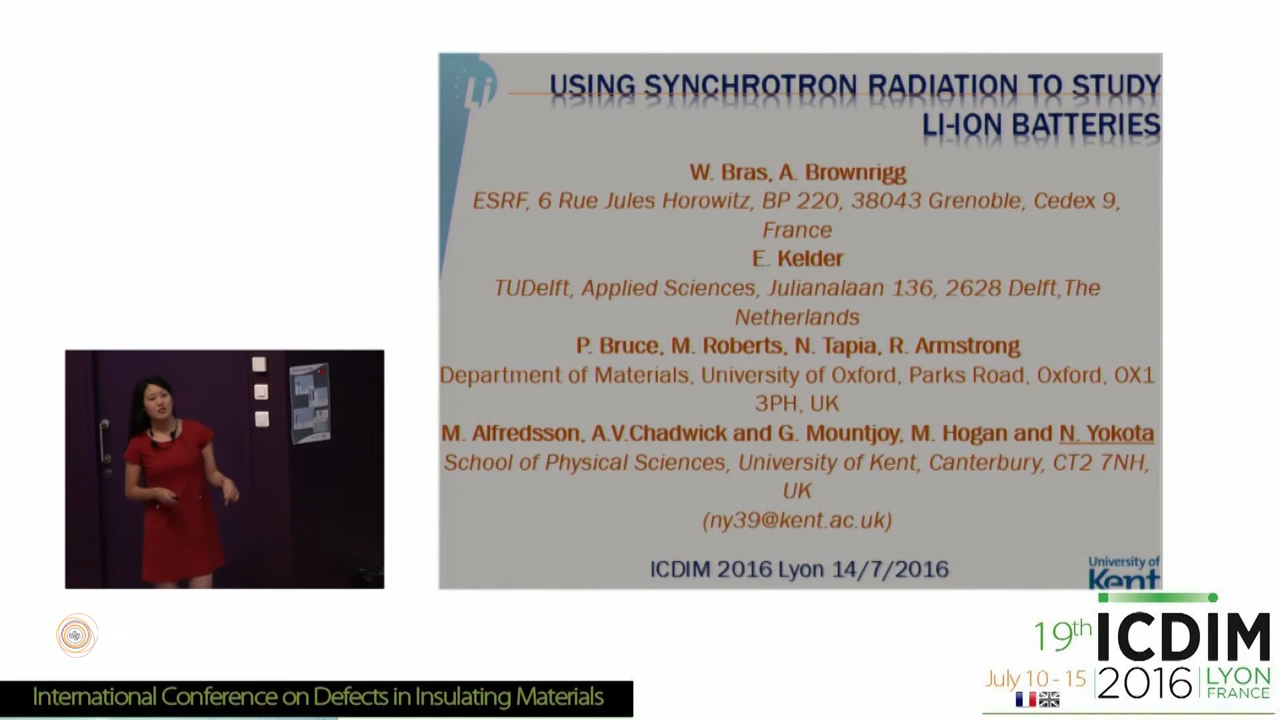 Li
USING SYNCHROTRON RADIATION TO STUDY
LI-ION BATTERIES
W. Bras, A. Brownrigg
ESRF, 6 Rue Jules Horowitz, BP 220, 38043 Grenoble, Cedex 9,
France
E. Kelder
TUDelft, Applied Sciences, Julianalaan 136, 2628 Delft,The
Netherlands
P. Bruce, M. Roberts, N. Tapia, R. Armstrong
Department of Materials, University of Oxford, Parks Road, Oxford, OX1
3PH, UK
M. Alfredsson, A.V.Chadwick and G. Mountjoy, M. Hogan and N. Yokota
School of Physical Sciences, University of Kent, Canterbury, CT2 7NH,
UK
(ny39@kent.ac.uk)
ICDIM 2016 Lyon 14/7/2016
University of
Kent
19th ICDIM
July 10 - 15 2016 LYON
FRANCE
International Conference on Defects in Insulating Materials